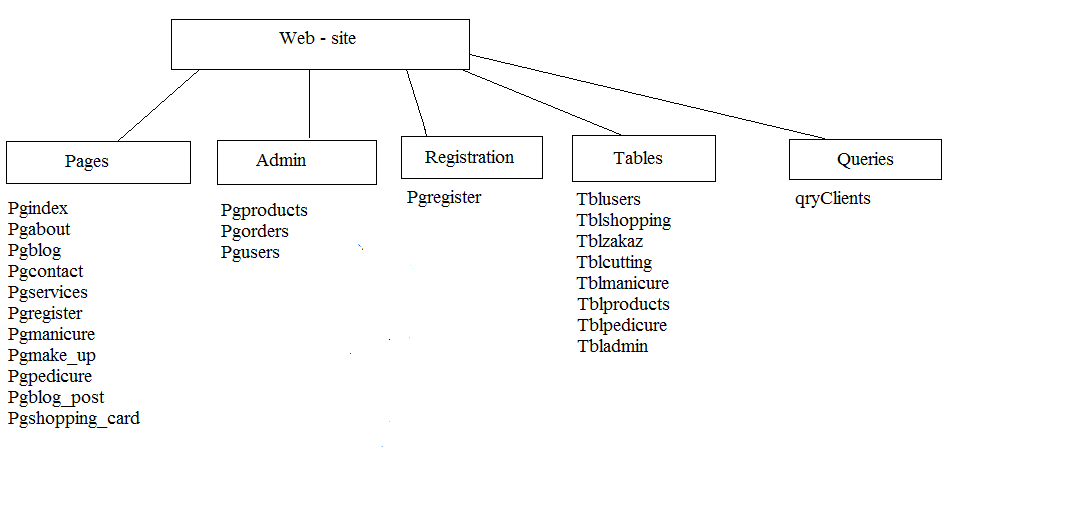 Web - site
Pages
Pgindex
Pgabout
Pgblog
Pgcontact
Pgservices
Pgregister
Pgmanicure
Pgmake_up
Pgpedicure
Pgblog_post
Pgshopping_card
Admin
Pgproducts
Pgorders
Pgusers
Registration
Pgregister
Tables
Tblusers
Tblshopping
Tblzakaz
Tblcutting
Tblmanicure
Tblproducts
Tblpedicure
Tbladmin
Queries
qryClients